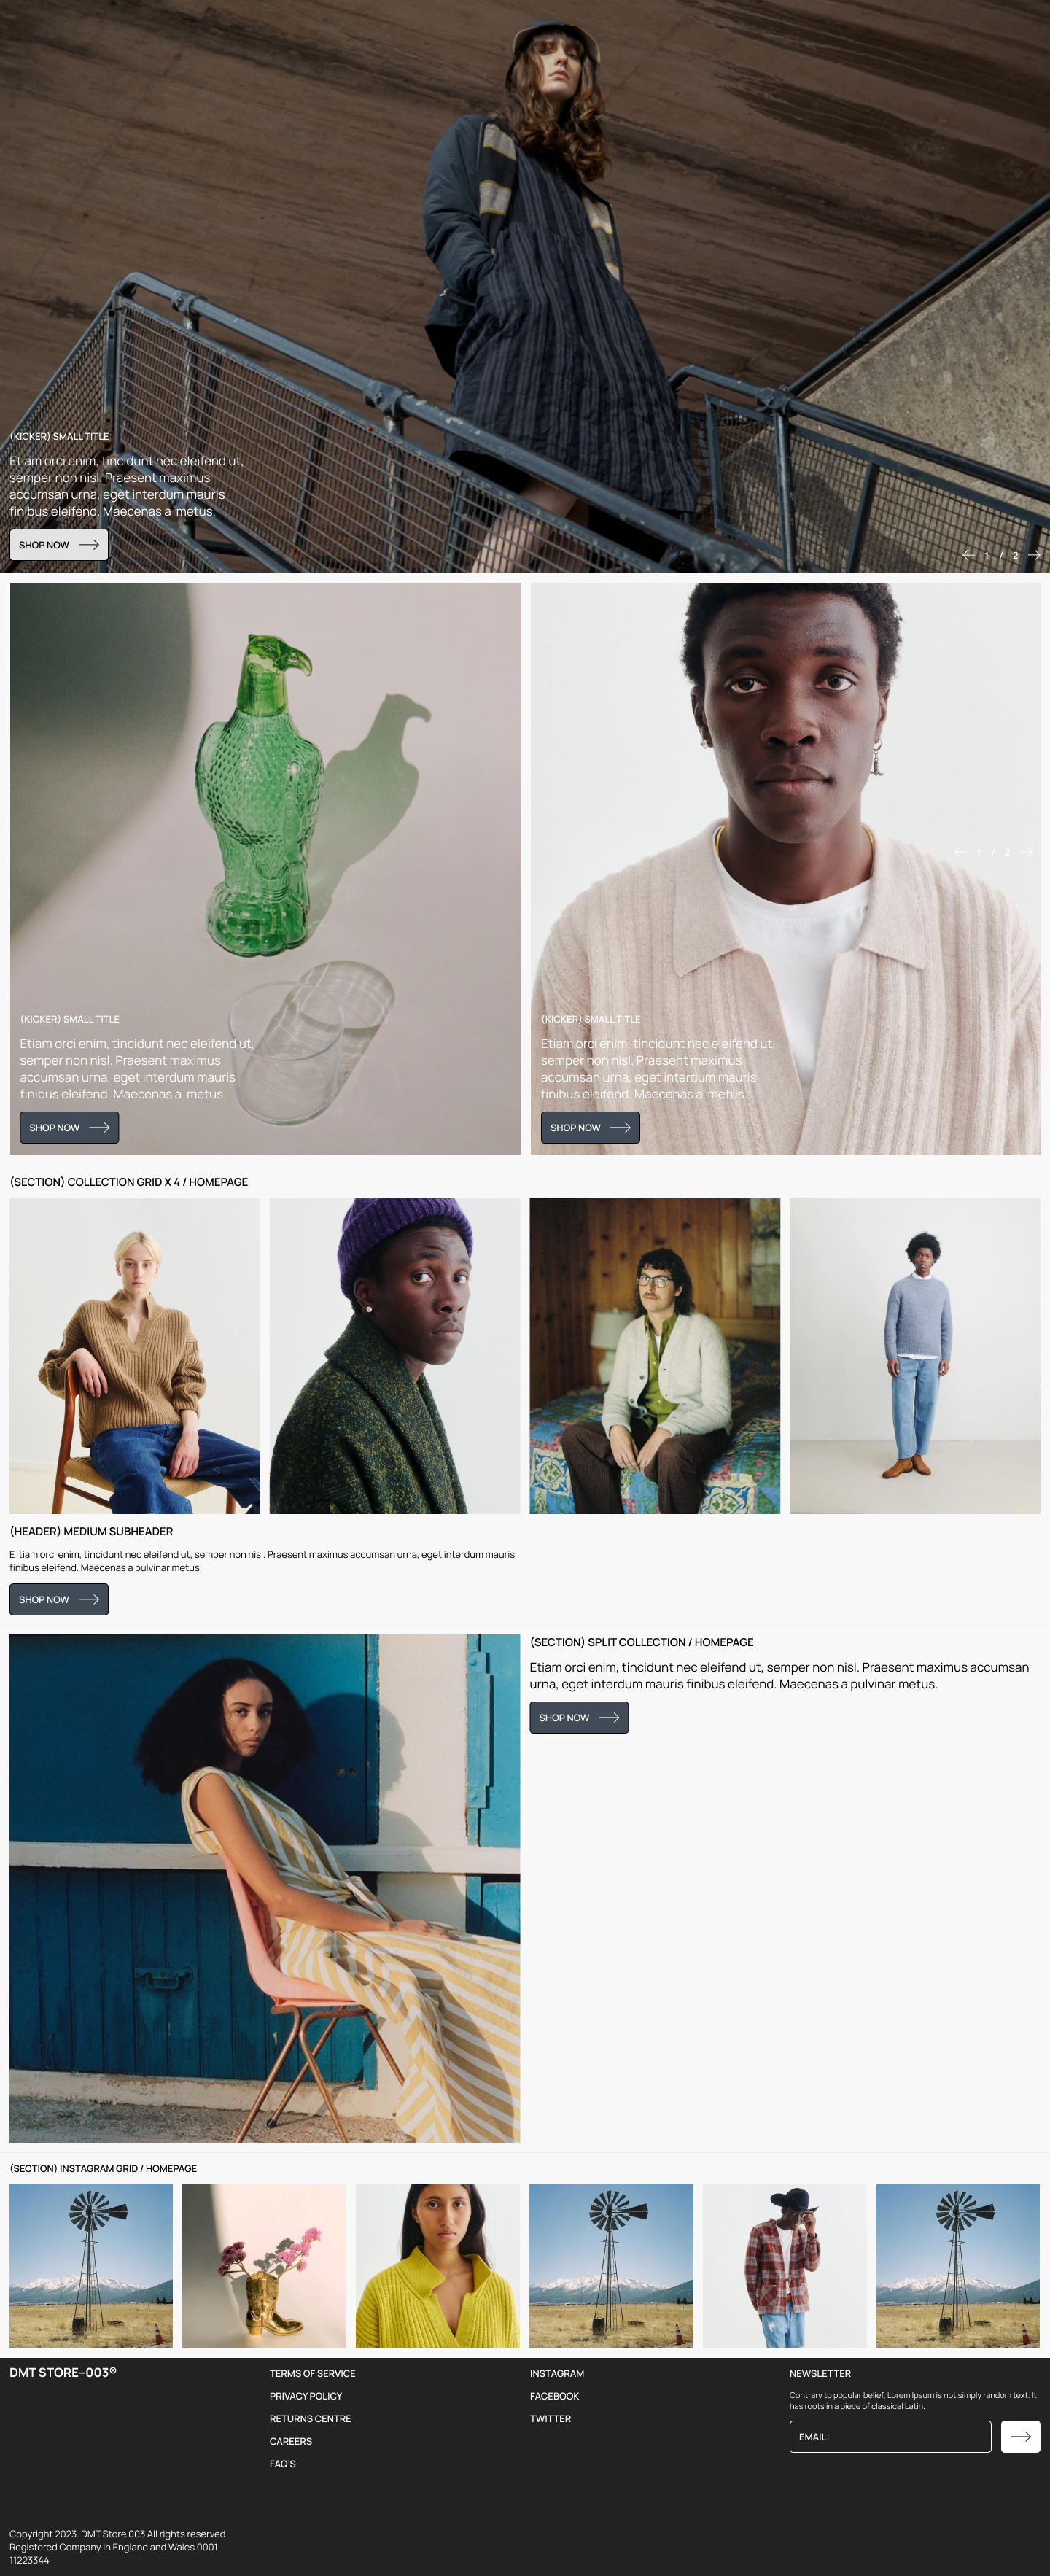 (KICKER) SMALL TITLE
Etiam orci enim, tincidunt nec eleifend ut,
semper non nisl. Praesent maximus
accumsan urna, eget interdum mauris
finibus eleifend. Maecenas a metus.
SHOP NOW
1 / 2
1 / 2
(KICKER) SMALL TITLE
Etiam orci enim, tincidunt nec eleifend ut,
semper non nisl. Praesent maximus
accumsan urna, eget interdum mauris
finibus eleifend. Maecenas a metus.
SHOP NOW
(KICKER) SMALL TITLE
Etiam orci enim, tincidunt nec eleifend ut,
semper non nisl. Praesent maximus
accumsan urna, eget interdum mauris
finibus eleifend. Maecenas a metus.
SHOP NOW
(SECTION) COLLECTION GRID X 4 / HOMEPAGE
(HEADER) MEDIUM SUBHEADER
E tiam orci enim, tincidunt nec eleifend ut, semper non nisl. Praesent maximus accumsan urna, eget interdum mauris
finibus eleifend. Maecenas a pulvinar metus.
SHOP NOW
(SECTION) SPLIT COLLECTION / HOMEPAGE
Etiam orci enim, tincidunt nec eleifend ut, semper non nisl. Praesent maximus accumsan
urna, eget interdum mauris finibus eleifend. Maecenas a pulvinar metus.
SHOP NOW
(SECTION) INSTAGRAM GRID / HOMEPAGE
DMT STORE–003®
TERMS OF SERVICE
PRIVACY POLICY
RETURNS CENTRE
CAREERS
FAQ'S
INSTAGRAM
FACEBOOK
TWITTER
NEWSLETTER
Contrary to popular belief, Lorem Ipsum is not simply random text. It
has roots in a piece of classical Latin.
EMAIL:
Copyright 2023. DMT Store 003 All rights reserved.
Registered Company in England and Wales 0001
11223344